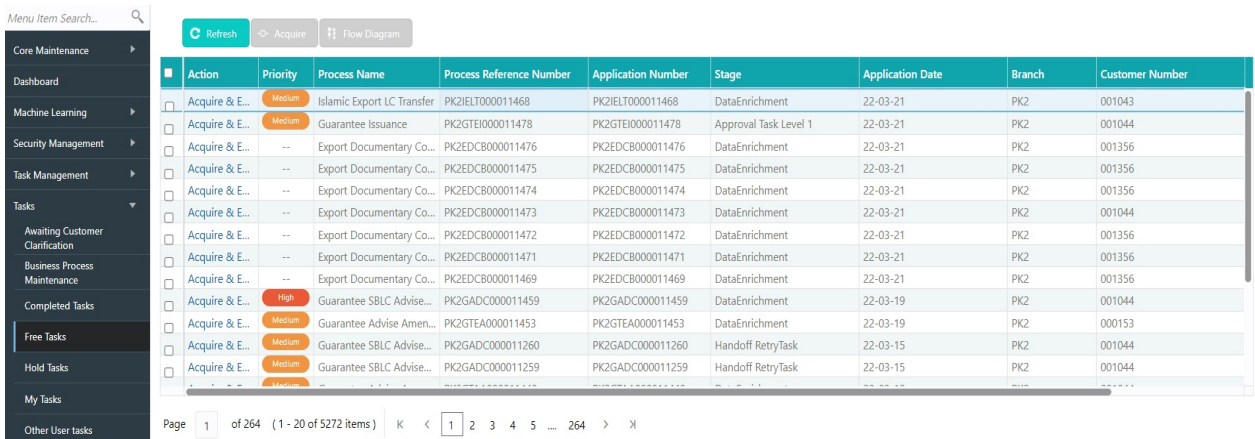 Menu Item Search...
Core Maintenance
Dashboard
Machine Learning
Security Management
Task Management
Tasks
Awaiting Customer
Clarification
Business Process
Maintenance
Completed Tasks
Free Tasks
Hold Tasks
My Tasks
Other User tasks
Refresh Acquire Flow Diagram
Action Priority Process Name Process Reference Number Application Number Stage Application Date Branch Customer Number
Acquire & E... Medium Islamic Export LC Transfer PK2IELT000011468 PK2IELT000011468 DataEnrichment 22-03-21 PK2 001043
Acquire & E... Medium Guarantee Issuance PK2GTEI000011478 PK2GTEI000011478 Approval Task Level 1 22-03-21 PK2 001044
Acquire & E... -- Export Documentary Co... PK2EDCB000011476 PK2EDCB000011476 DataEnrichment 22-03-21 PK2 001356
Acquire & E... -- Export Documentary Co... PK2EDCB000011475 PK2EDCB000011475 DataEnrichment 22-03-21 PK2 001356
Acquire & E... -- Export Documentary Co... PK2EDCB000011474 PK2EDCB000011474 DataEnrichment 22-03-21 PK2 001356
Acquire & E... -- Export Documentary Co... PK2EDCB000011473 PK2EDCB000011473 DataEnrichment 22-03-21 PK2 001044
Acquire & E... -- Export Documentary Co... PK2EDCB000011472 PK2EDCB000011472 DataEnrichment 22-03-21 PK2 001356
Acquire & E... -- Export Documentary Co... PK2EDCB000011471 PK2EDCB000011471 DataEnrichment 22-03-21 PK2 001356
Acquire & E... -- Export Documentary Co... PK2EDCB000011469 PK2EDCB000011469 DataEnrichment 22-03-21 PK2 001356
Acquire & E... High Guarantee SBLC Advise... PK2GADC000011459 PK2GADC000011459 DataEnrichment 22-03-19 PK2 001044
Acquire & E... Medium Guarantee Advise Amen... PK2GTEA000011453 PK2GTEA000011453 DataEnrichment 22-03-19 PK2 000153
Acquire & E... Medium Guarantee SBLC Advise... PK2GADC000011260 PK2GADC000011260 Handoff RetryTask 22-03-15 PK2 001044
Acquire & E... Medium Guarantee SBLC Advise... PK2GADC000011259 PK2GADC000011259 Handoff RetryTask 22-03-15 PK2 001044
Medium
Page 1 of 264 (1 - 20 of 5272 items) 1 2 3 4 5 ... 264